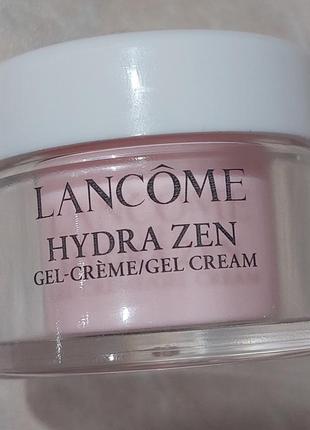 LANCÔME
HYDRA ZEN
GEL-CRÈME/GEL CREAM